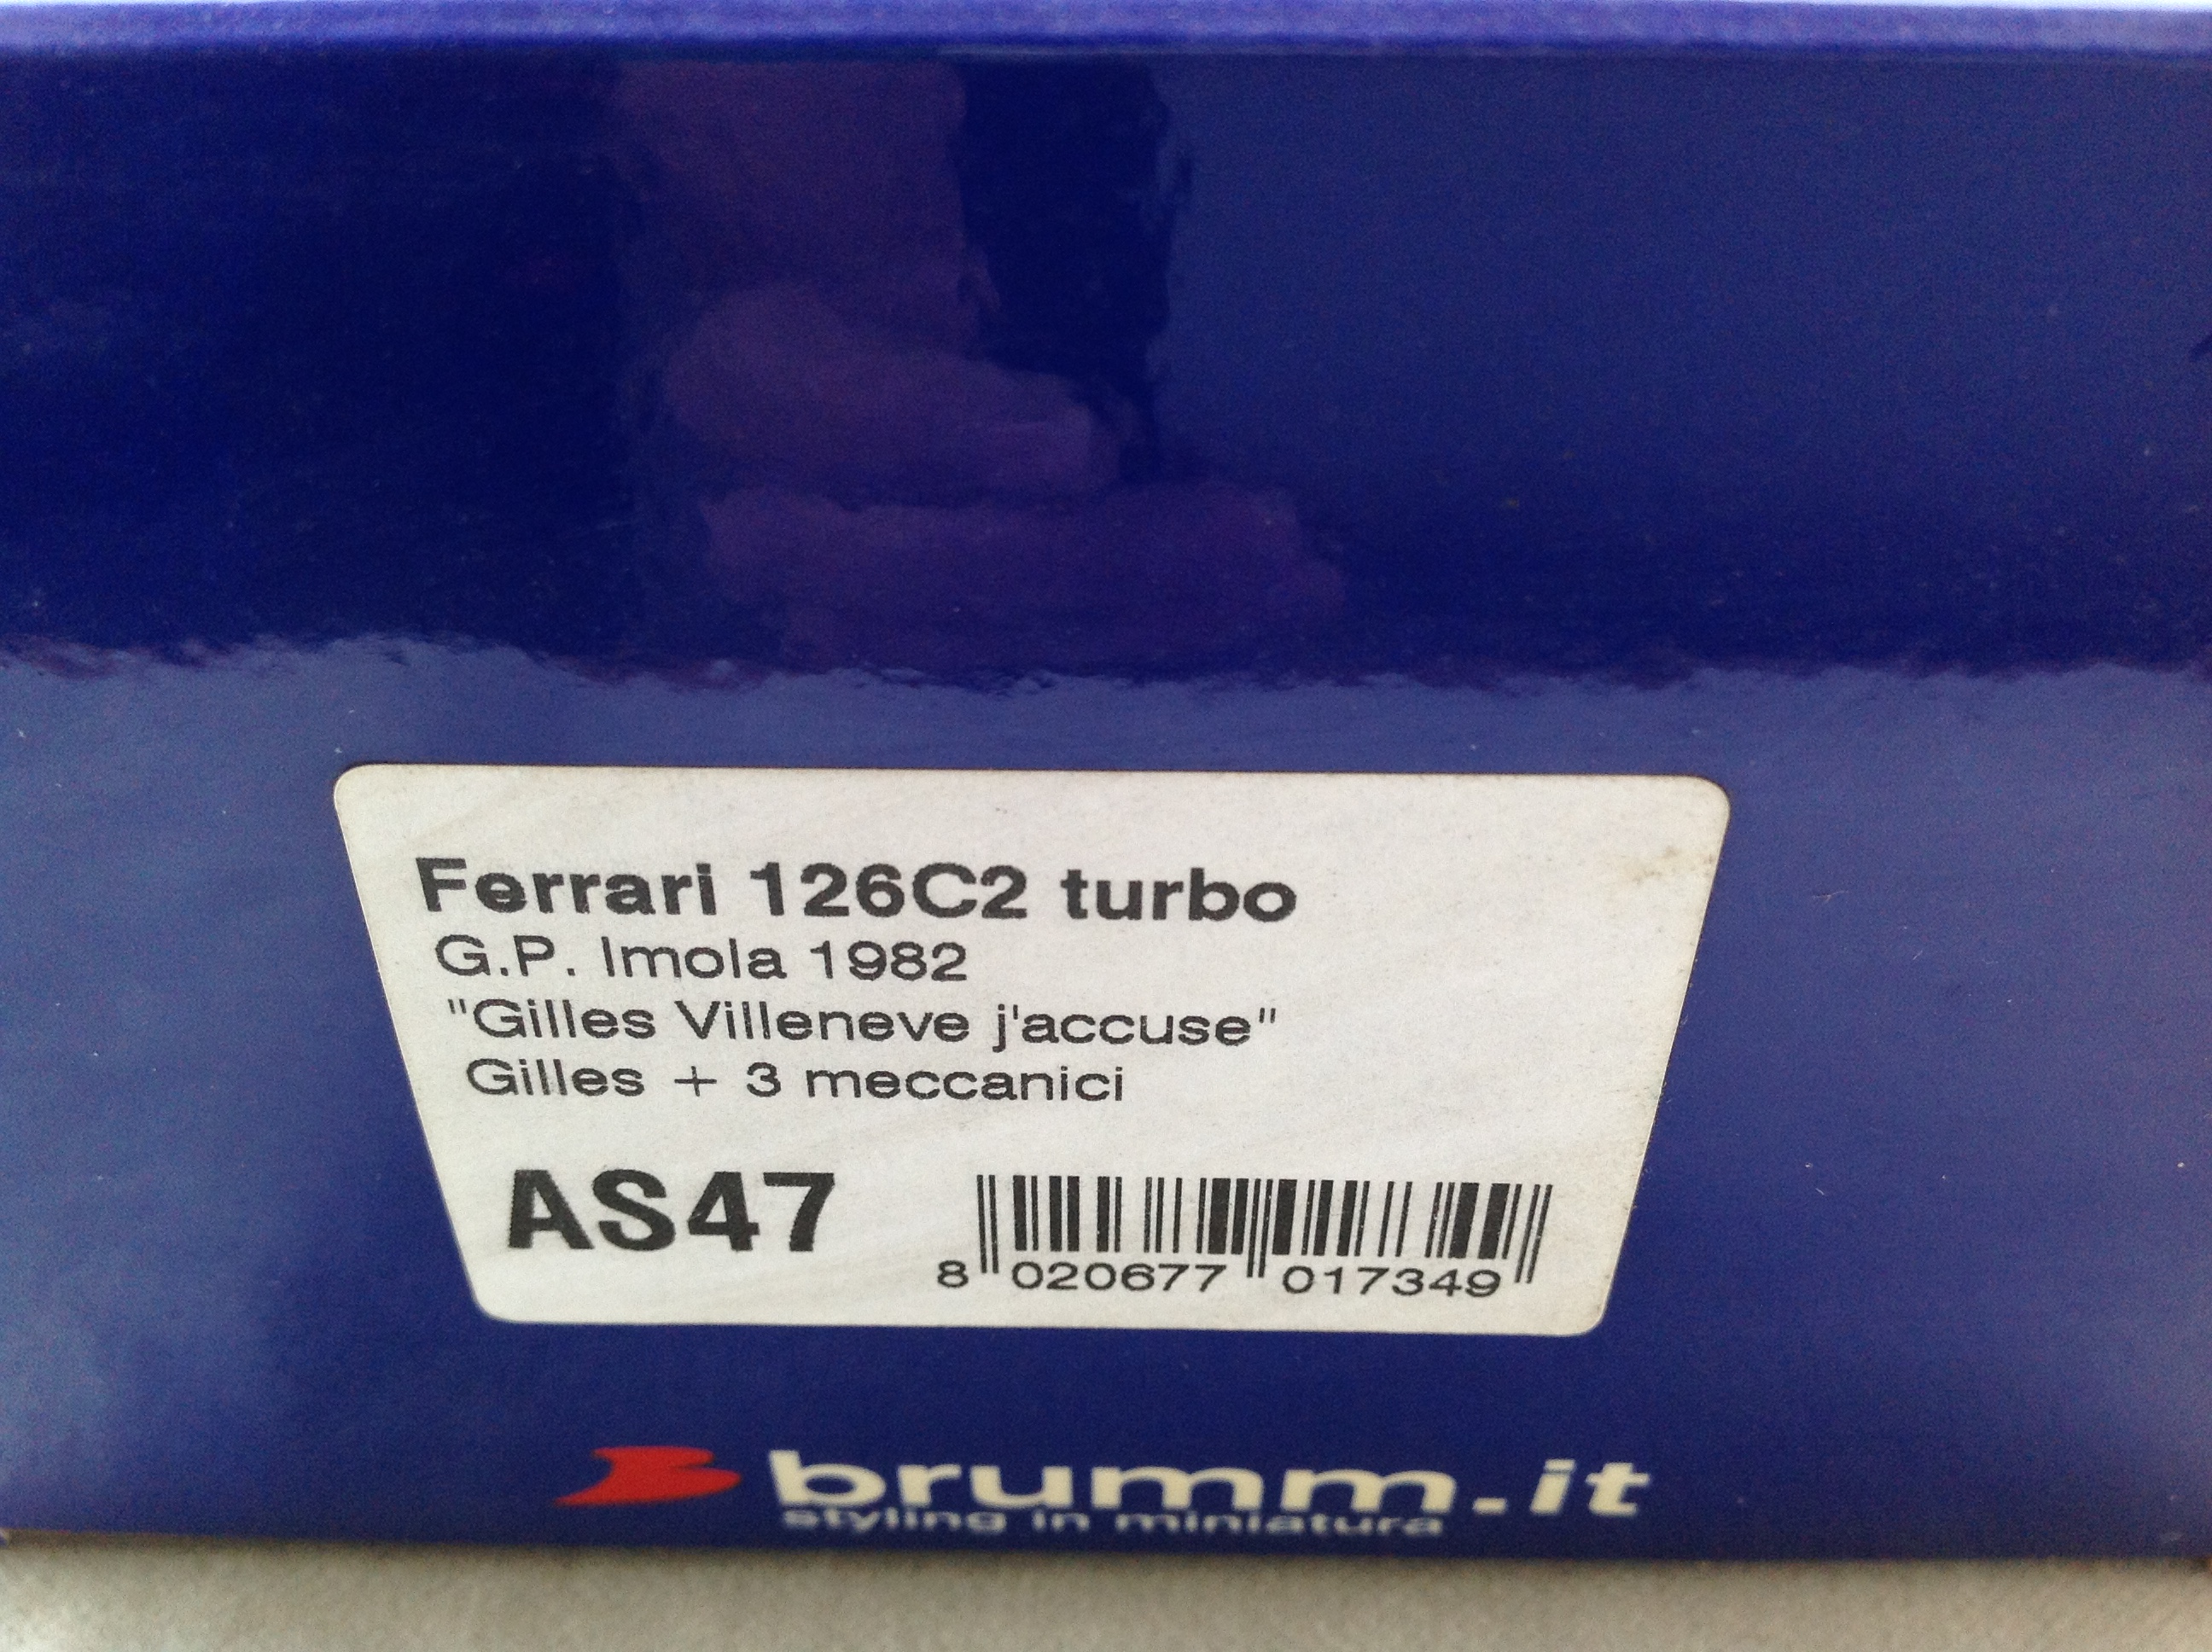 Ferrari 126C2 turbo
G.P. Imola 1982
"Gilles Villeneve j'accuse"
Gilles + 3 meccanici
AS47
8 020677 017349
brumm.it
styling in miniatura